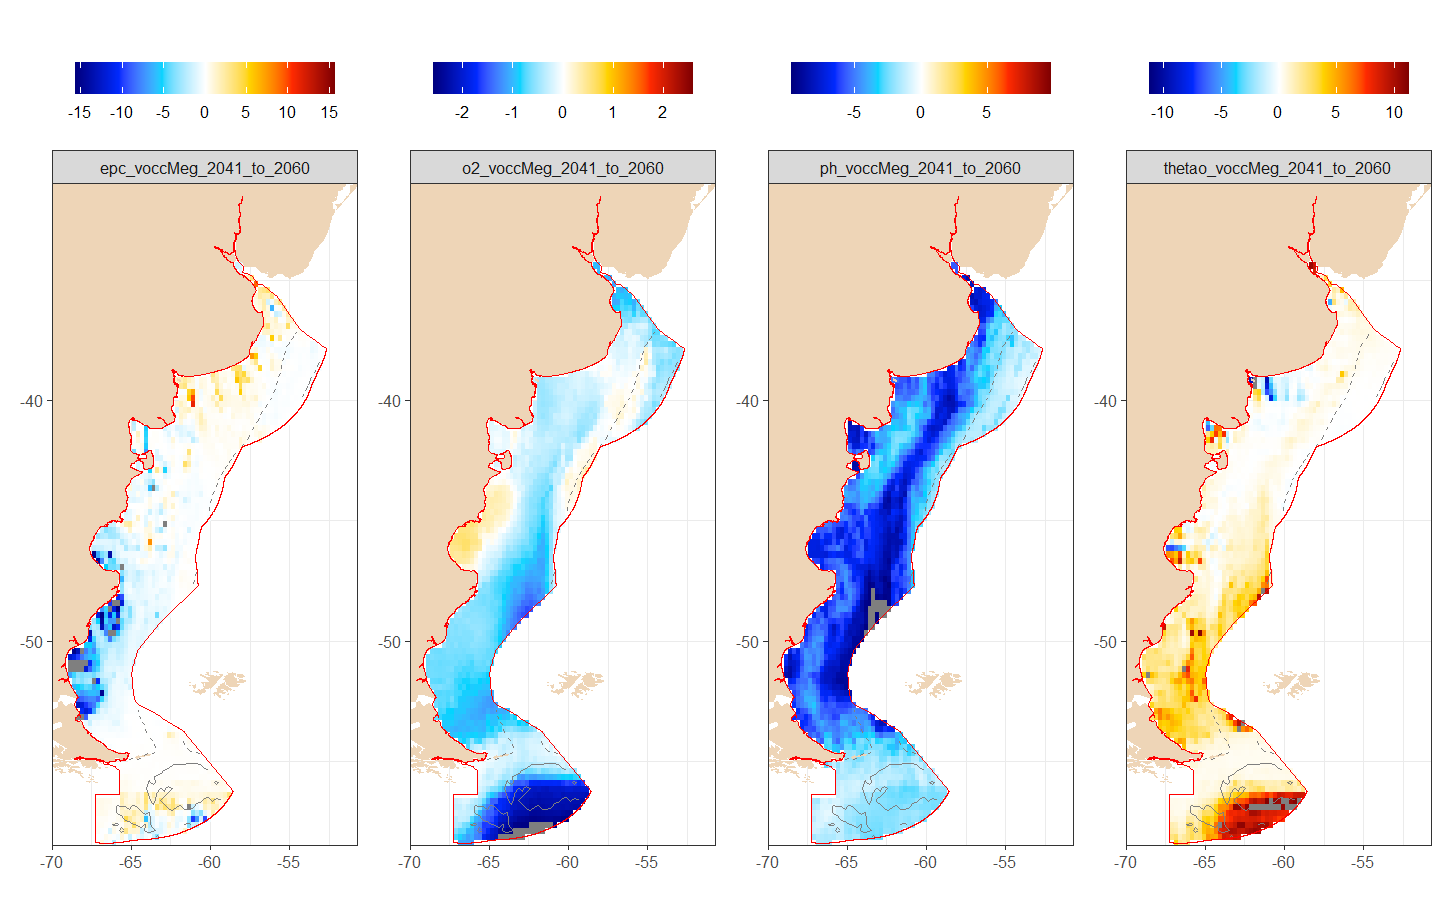 -15 -10 -5 0 5 10 15
-2 -1 0 1 2
-5 0 5
-10 -5 0 5 10
epc_voccMeg_2041_to_2060
o2_voccMeg_2041_to_2060
ph_voccMeg_2041_to_2060
thetao_voccMeg_2041_to_2060
-40
-50
-40
-50
-40
-50
-40
-50
-70 -65 -60 -55
-70 -65 -60 -55
-70 -65 -60 -55
-70 -65 -60 -55